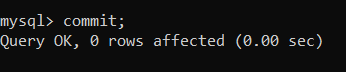 mysql> commit;
Query OK, 0 rows affected (0.00 sec)